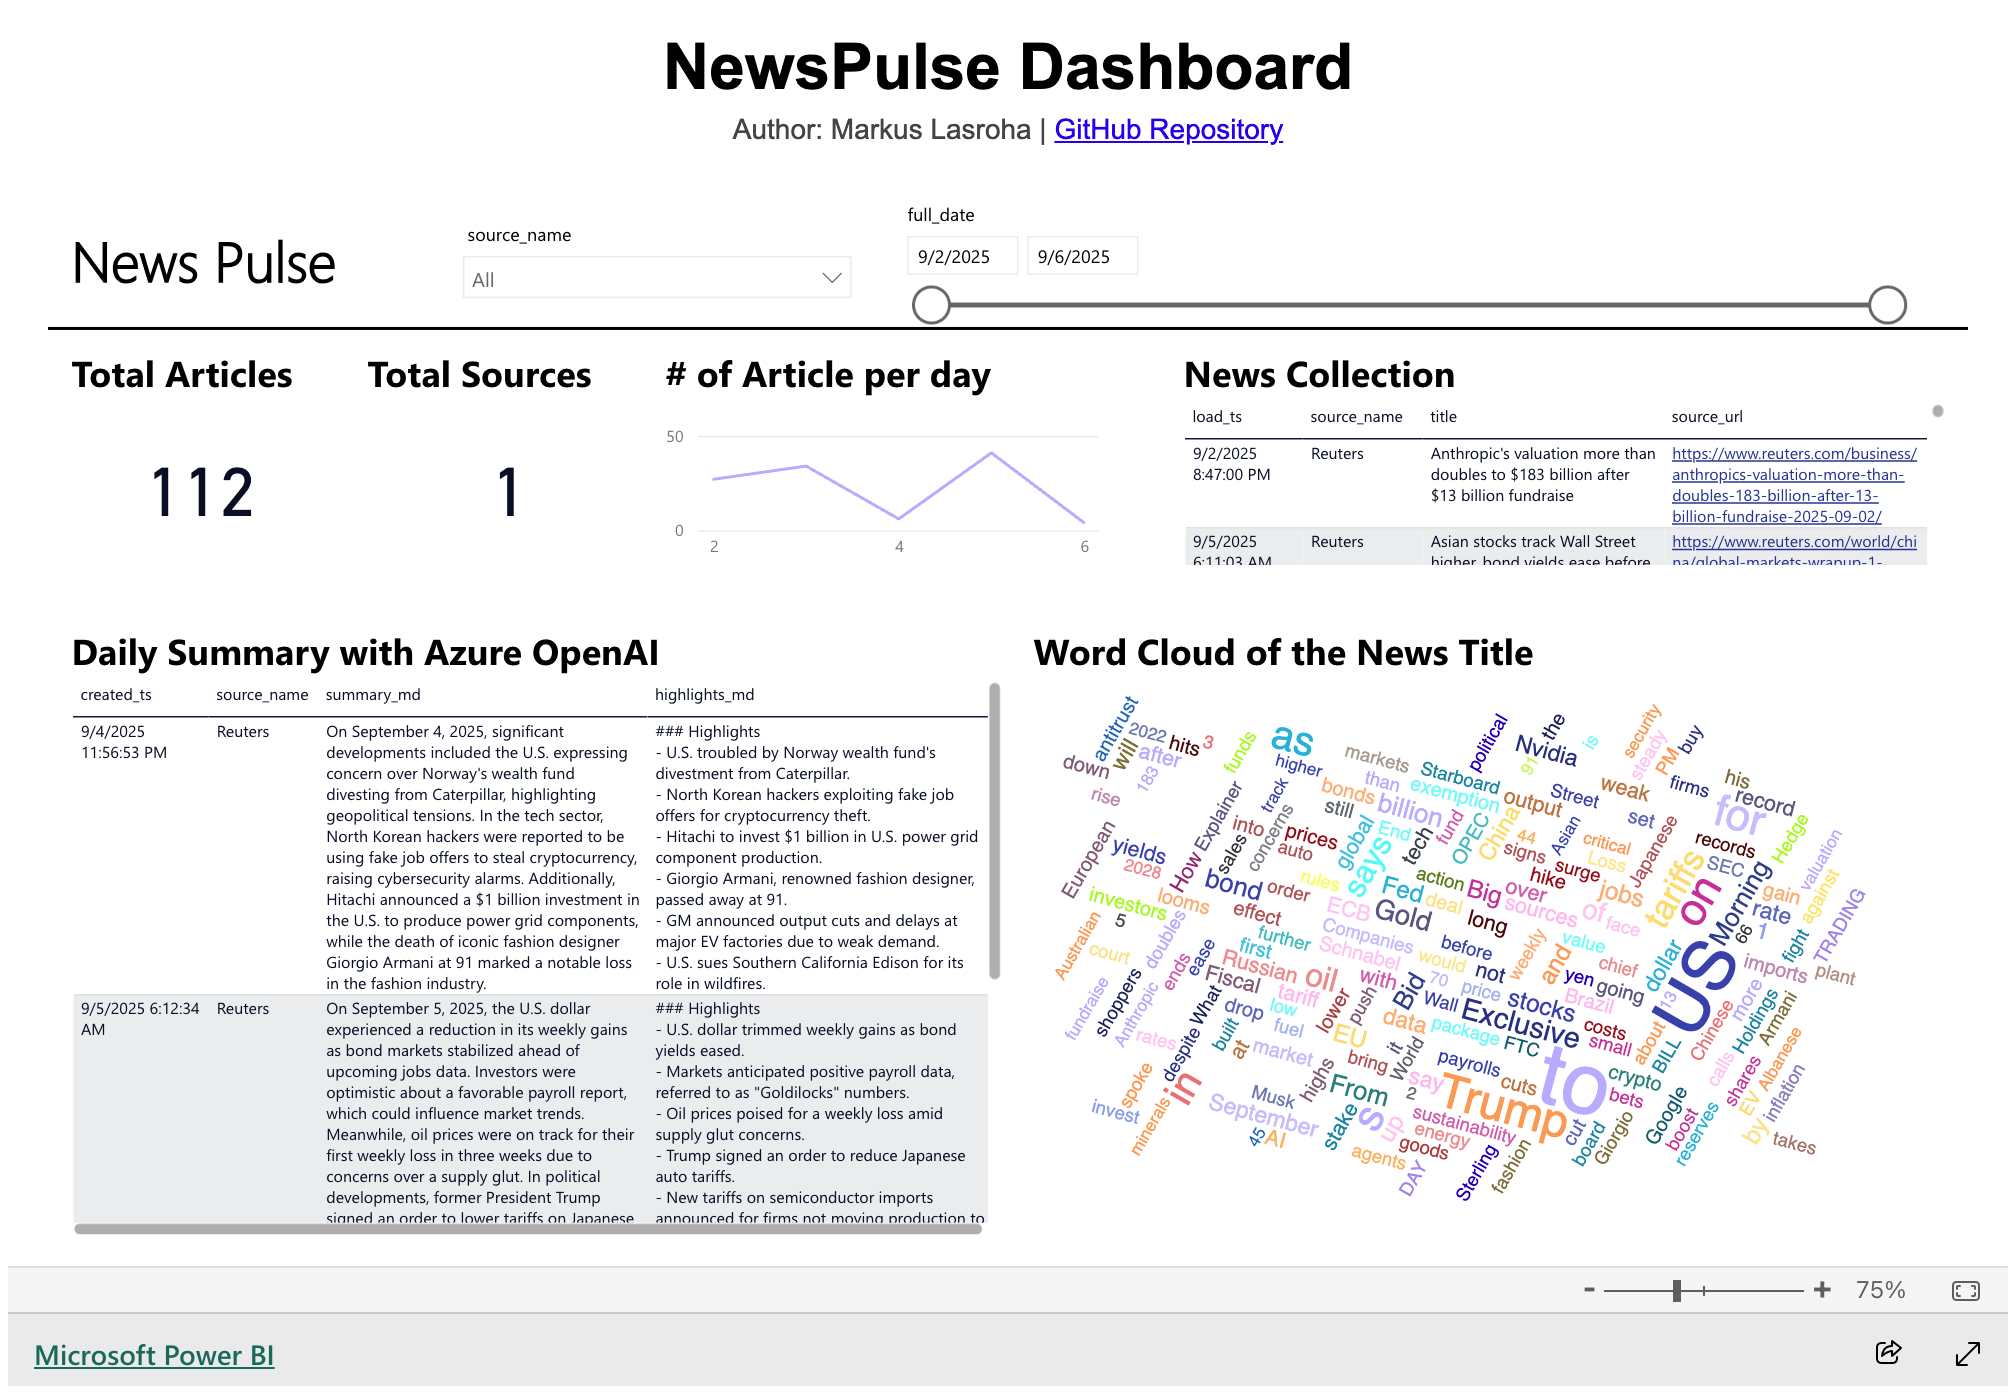 NewsPulse Dashboard
Author: Markus Lasroha | GitHub Repository
News Pulse
source_name
All
full_date
9/2/2025
9/6/2025
Total Articles
112
Total Sources
1
# of Article per day
50
0
2
4
6
News Collection
load_ts source_name title source_url
9/2/2025
8:47:00 PM
Reuters
Anthropic's valuation more than
doubles to $183 billion after
$13 billion fundraise
https://www.reuters.com/business/
anthropics-valuation-more-than-
doubles-183-billion-after-13-
billion-fundraise-2025-09-02/
9/5/2025
6:11:03 AM
Reuters
Asian stocks track Wall Street
higher, bond yields ease before
https://www.reuters.com/world/chi
na/global-markets-wrapup-1-
Daily Summary with Azure OpenAI
created_ts source_name summary_md highlights_md
9/4/2025
11:56:53 PM
Reuters
On September 4, 2025, significant
developments included the U.S. expressing
concern over Norway's wealth fund
divesting from Caterpillar, highlighting
geopolitical tensions. In the tech sector,
North Korean hackers were reported to be
using fake job offers to steal cryptocurrency,
raising cybersecurity alarms. Additionally,
Hitachi announced a $1 billion investment in
the U.S. to produce power grid components,
while the death of iconic fashion designer
Giorgio Armani at 91 marked a notable loss
in the fashion industry.
### Highlights
- U.S. troubled by Norway wealth fund's
divestment from Caterpillar.
- North Korean hackers exploiting fake job
offers for cryptocurrency theft.
- Hitachi to invest $1 billion in U.S. power grid
component production.
- Giorgio Armani, renowned fashion designer,
passed away at 91.
- GM announced output cuts and delays at
major EV factories due to weak demand.
- U.S. sues Southern California Edison for its
role in wildfires.
9/5/2025 6:12:34
AM
Reuters
On September 5, 2025, the U.S. dollar
experienced a reduction in its weekly gains
as bond markets stabilized ahead of
upcoming jobs data. Investors were
optimistic about a favorable payroll report,
which could influence market trends.
Meanwhile, oil prices were on track for their
first weekly loss in three weeks due to
concerns over a supply glut. In political
developments, former President Trump
signed an order to lower tariffs on Japanese
### Highlights
- U.S. dollar trimmed weekly gains as bond
yields eased.
- Markets anticipated positive payroll data,
referred to as "Goldilocks" numbers.
- Oil prices poised for a weekly loss amid
supply glut concerns.
- Trump signed an order to reduce Japanese
auto tariffs.
- New tariffs on semiconductor imports
announced for firms not moving production to
Word Cloud of the News Title
antitrust
2022
will
hits
3
after
183
down
rise
funds
as
higher
markets
political
the
Nvidia
is
91
security
steady
PM
buy
his
record
for
firms
weak
Street
set
Starboard
than
exemption
output
bonds
billion
track
still
Explainer
How
into
prices
concerns
sales
auto
global
End
says
tech
fund
OPEC
China
44
signs
Asian
critical
Loss
surge
hike
Japanese
records
SEC
Hedge
valuation
European
yields
2028
investors
5
looms
bond
order
rules
effect
Fed
action
deal
Big
over
sources
jobs
tariffs
on
Morning
gain
rate
1
against
TRADING
ECB
Gold
long
of
face
66
fight
Australian
court
doubles
ends
ease
further
first
Companies
Schnabel
would
before
weekly
value
and
chief
dollar
US
imports
plant
fundraise
shoppers
Anthropic
Russian
oil
Fiscal
tariff
with
70
not
price
yen
going
Brazil
13
more
Holdings
Armani
rates
despite
What
built
drop
low
fuel
lower
push
Bid
Wall
stocks
Exclusive
costs
small
about
BILL
Chinese
at
market
EU
data
package
FTC
bring
it
World
payrolls
cuts
to
crypto
bets
calls
shares
EV
Albanese
inflation
spoke
invest
minerals
in
Musk
September
45
AI
highs
From
stake
s
up
say
2
Trump
sustainability
energy
goods
agents
DAY
Sterling
fashion
cut
board
Giorgio
Google
boost
reserves
by
takes
- + 75%
Microsoft Power BI